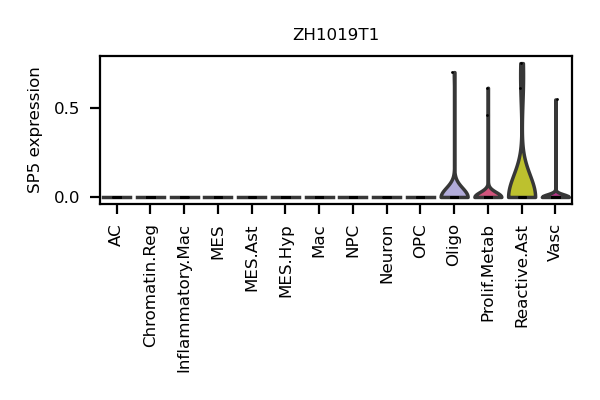 ZH1019T1
SP5 expression
0.5
0.0
AC
Chromatin.Reg
Inflammatory.Mac
MES
MES.Ast
MES.Hyp
Mac
NPC
Neuron
OPC
Oligo
Prolif.Metab
Reactive.Ast
Vasc